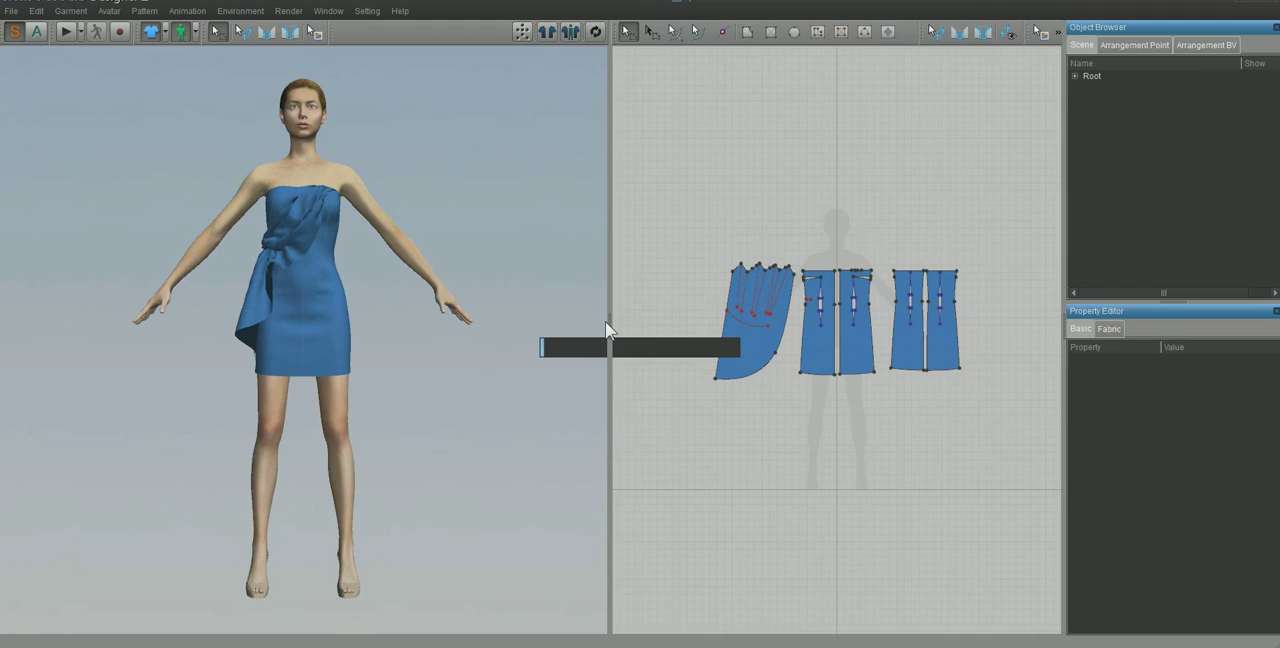 File Edit Garment Avatar Pattern Animation Environment Render Window Setting Help
S A
Object Browser
Scene Arrangement Point Arrangement BV
Name Show
Root
Property Editor
Basic Fabric
Property Value